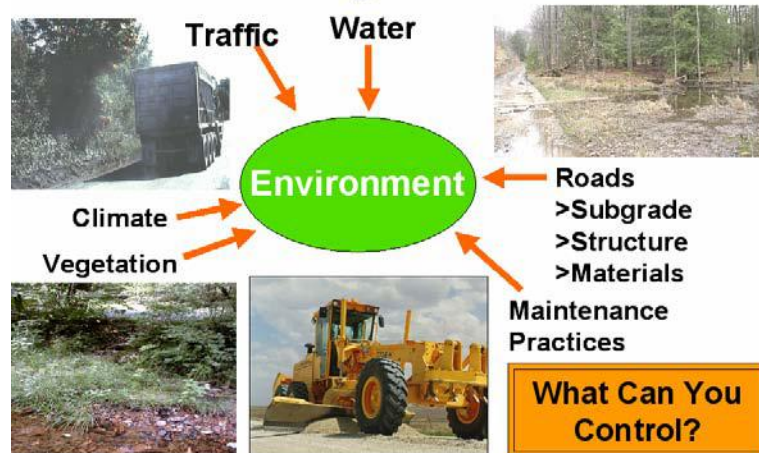 Traffic
Water
Environment
Climate
Vegetation
Roads
>Subgrade
>Structure
>Materials
Maintenance
Practices
What Can You
Control?